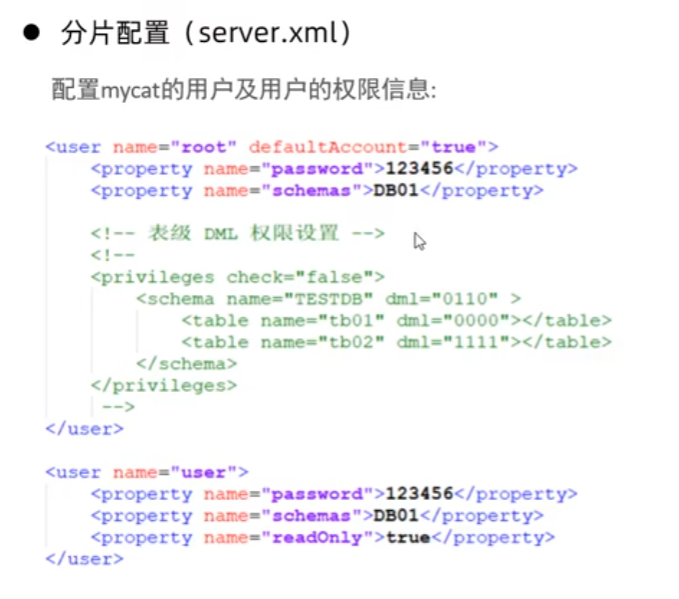 ● 分片配置（server.xml）
配置mycat的用户及用户的权限信息:
<user name="root" defaultAccount="true">
<property name="password">123456</property>
<property name="schemas">DB01</property>
<!-- 表级 DML 权限设置 -->
<!--
<privileges check="false">
<schema name="TESTDB" dml="0110" >
<table name="tb01" dml="0000"></table>
<table name="tb02" dml="1111"></table>
</schema>
</privileges>
-->
</user>
<user name="user">
<property name="password">123456</property>
<property name="schemas">DB01</property>
<property name="readOnly">true</property>
</user>